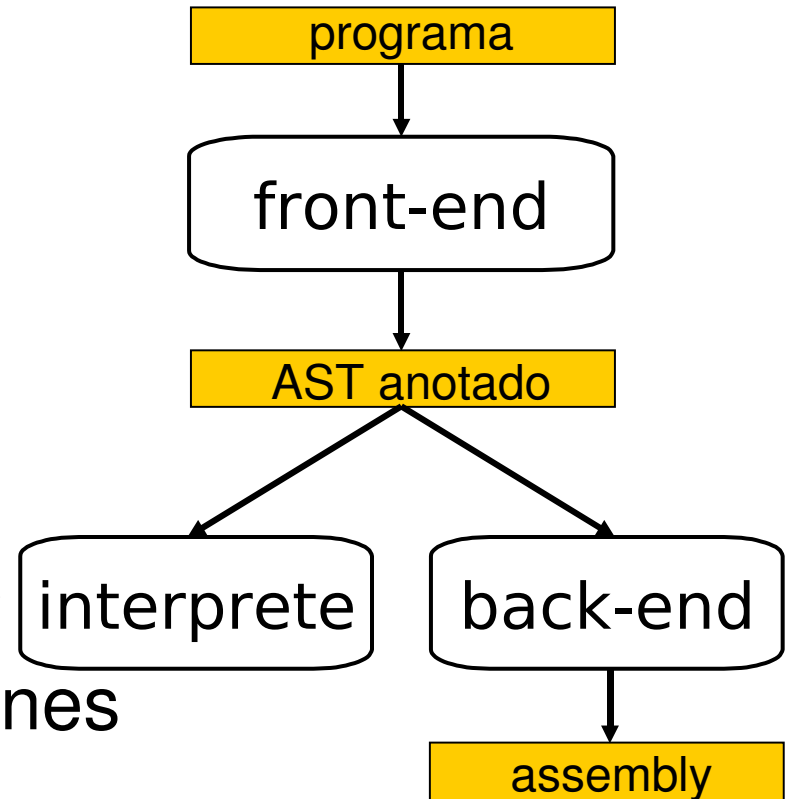 programa
front-end
AST anotado
interprete
back-end
nes
assembly